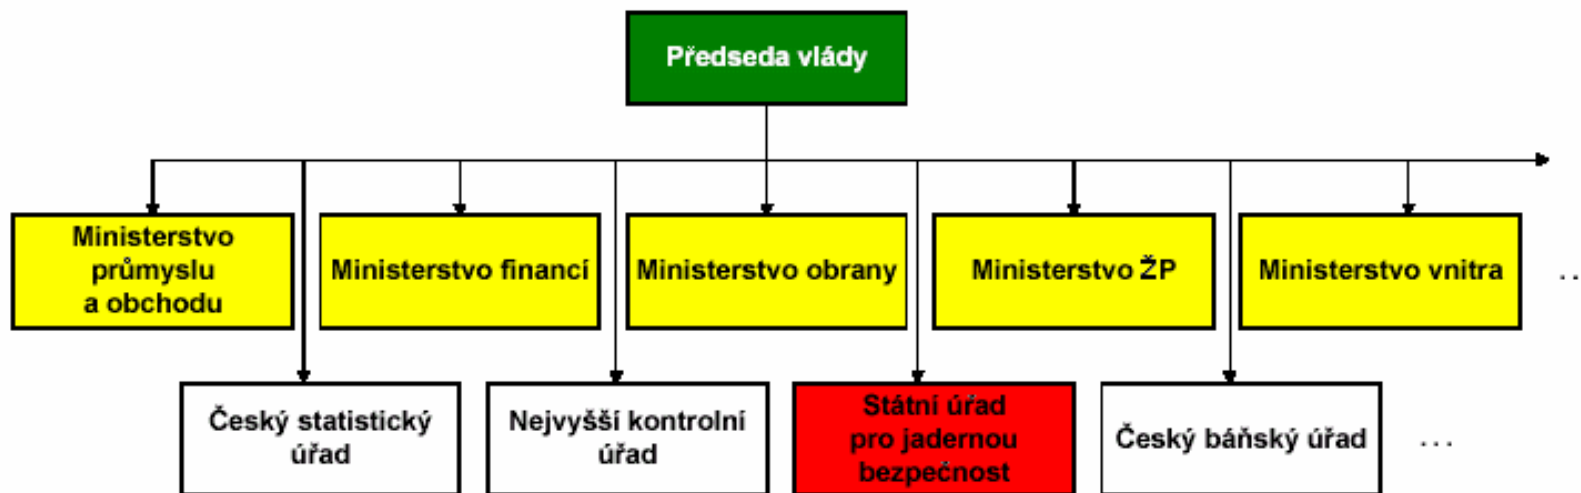 Předseda vlády
Ministerstvo
průmyslu
a obchodu
Ministerstvo financí
Ministerstvo obrany
Ministerstvo ŽP
Ministerstvo vnitra
. .
Český statistický
úřad
Nejvyšší kontrolní
úřad
Státní úřad
pro jadernou
bezpečnost
Český báňský úřad
. . .